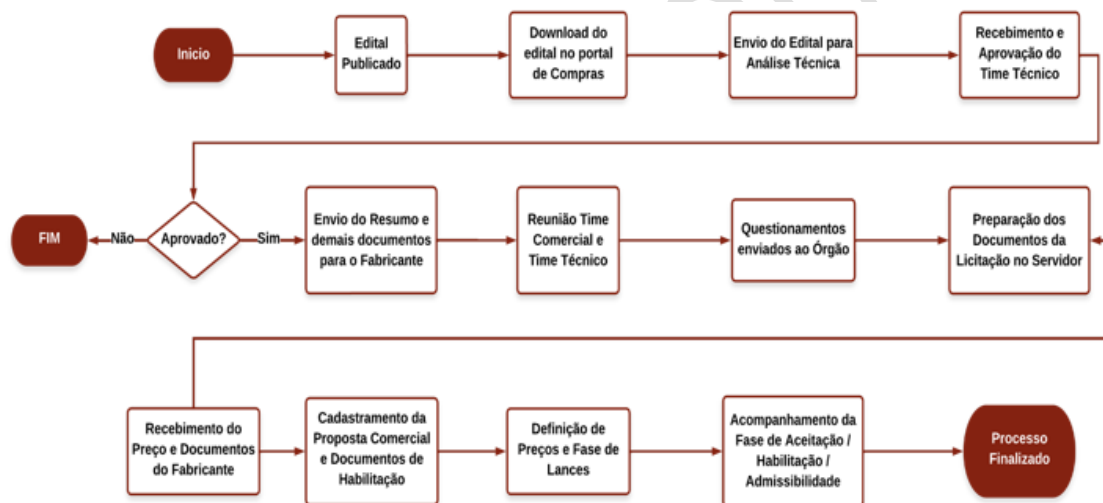 Inicio
Edital
Publicado
Download do
edital no portal
de Compras
Envio do Edital para
Análise Técnica
Recebimento e
Aprovação do
Time Técnico
FIM
Não
Aprovado?
Sim
Envio do Resumo e
demais documentos
para o Fabricante
Reunião Time
Comercial e
Time Técnico
Questionamentos
enviados ao Órgão
Preparação dos
Documentos da
Licitação no Servidor
Recebimento do
Preço e Documentos
do Fabricante
Cadastramento da
Proposta Comercial
e Documentos de
Habilitação
Definição de
Preços e Fase de
Lances
Acompanhamento da
Fase de Aceitação /
Habilitação /
Admissibilidade
Processo
Finalizado